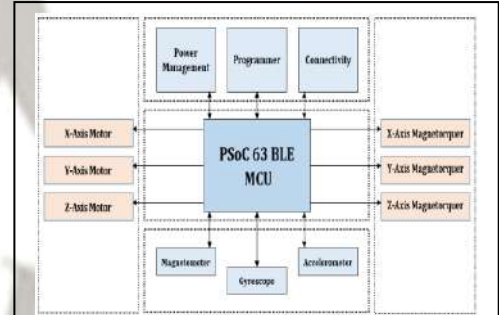 Power
Management
Programmer
Connectivity
X-Axis Motor
Y-Axis Motor
Z-Axis Motor
PSoC 63 BLE
MCU
X-Axis Magnetorquer
Y-Axis Magnetorquer
Z-Axis Magnetorquer
Magnetometer
Gyroscope
Accelerometer